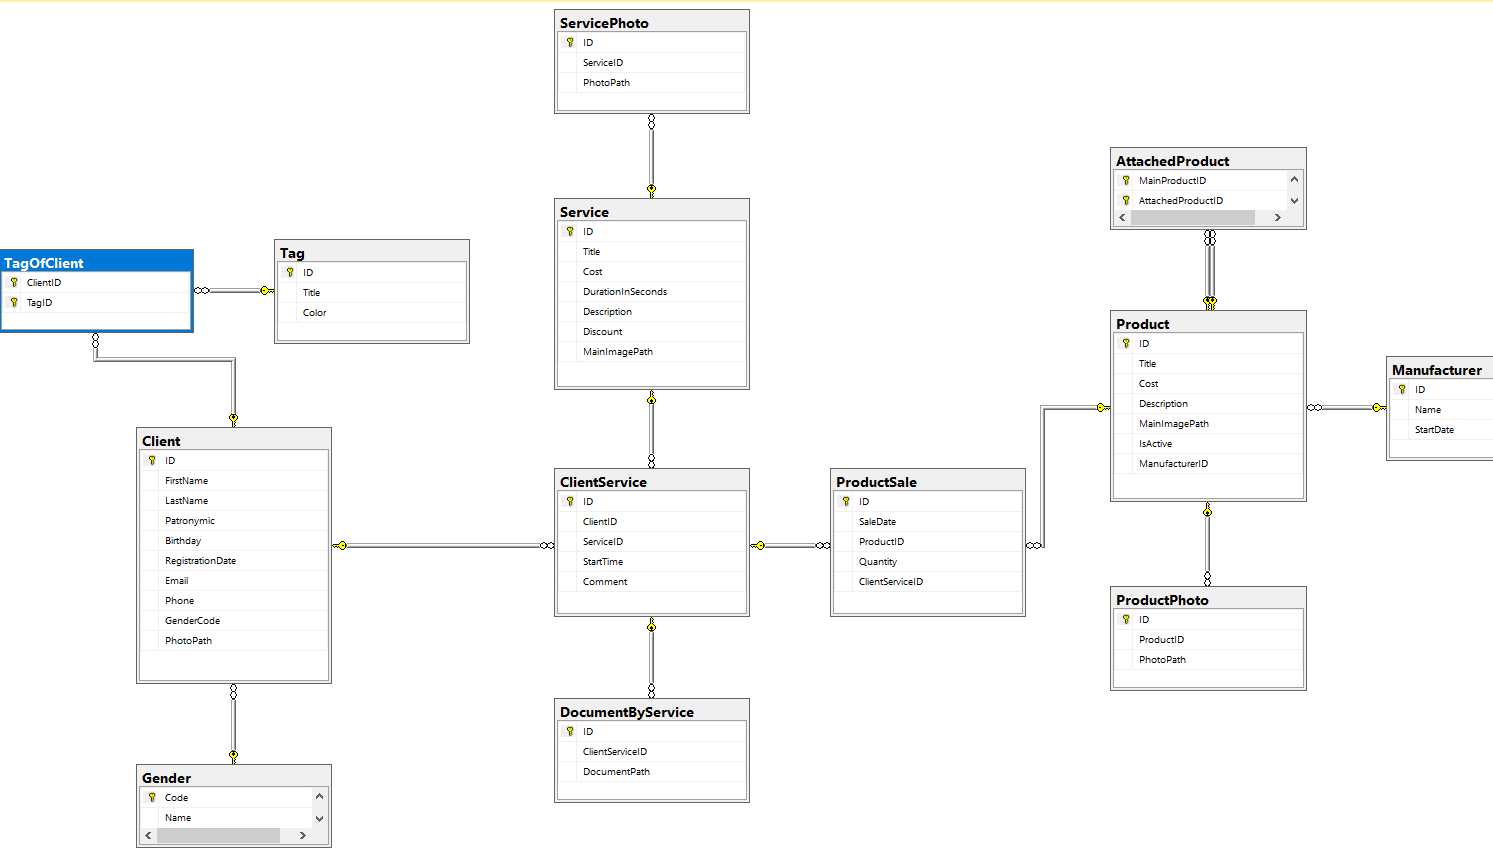 ServicePhoto
ID
ServiceID
PhotoPath
AttachedProduct
MainProductID
AttachedProductID
Service
ID
Title
Cost
DurationInSeconds
Description
Discount
MainImagePath
TagOfClient
ClientID
TagID
Tag
ID
Title
Color
Product
ID
Title
Cost
Description
MainImagePath
IsActive
ManufacturerID
Manufacturer
ID
Name
StartDate
Client
ID
FirstName
LastName
Patronymic
Birthday
RegistrationDate
Email
Phone
GenderCode
PhotoPath
ClientService
ID
ClientID
ServiceID
StartTime
Comment
ProductSale
ID
SaleDate
ProductID
Quantity
ClientServiceID
ProductPhoto
ID
ProductID
PhotoPath
DocumentByService
ID
ClientServiceID
DocumentPath
Gender
Code
Name